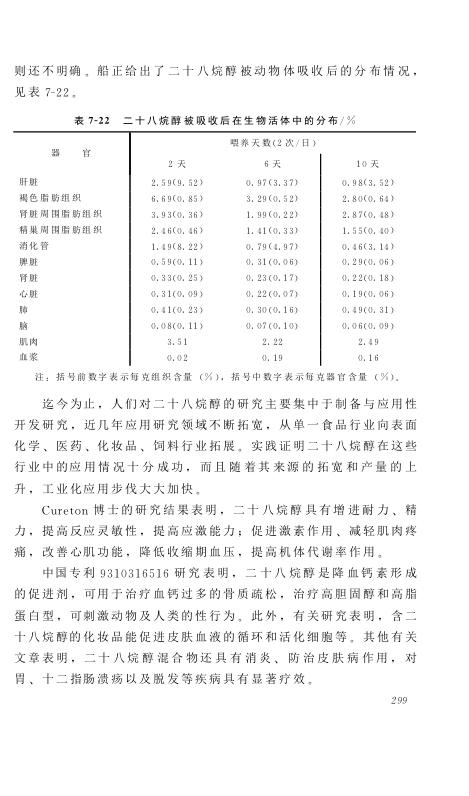 则还不明确。船正给出了二十八烷醇被动物体吸收后的分布情况，
见表 7-22。
表 7-22 二十八烷醇被吸收后在生物活体中的分布/%
器 官 喂养天数(2 次/日)
2 天 6 天 10 天
肝脏 2.59(9.52) 0.97(3.37) 0.98(3.52)
褐色脂肪组织 6.69(0.85) 3.29(0.52) 2.80(0.64)
肾脏周围脂肪组织 3.93(0.36) 1.99(0.22) 2.87(0.48)
精巢周围脂肪组织 2.46(0.46) 1.41(0.33) 1.55(0.40)
消化管 1.49(8.22) 0.79(4.97) 0.46(3.14)
脾脏 0.59(0.11) 0.31(0.06) 0.29(0.06)
肾脏 0.33(0.25) 0.23(0.17) 0.22(0.18)
心脏 0.31(0.09) 0.22(0.07) 0.19(0.06)
肺 0.41(0.23) 0.30(0.16) 0.49(0.31)
脑 0.08(0.11) 0.07(0.10) 0.06(0.09)
肌肉 3.51 2.22 2.49
血浆 0.02 0.19 0.16
注：括号前数字表示每克组织含量（%），括号中数字表示每克器官含量（%）。
迄今为止，人们对二十八烷醇的研究主要集中于制备与应用性
开发研究，近几年应用研究领域不断拓宽，从单一食品行业向表面
化学、医药、化妆品、饲料行业拓展。实践证明二十八烷醇在这些
行业中的应用情况十分成功，而且随着其来源的拓宽和产量的上
升，工业化应用步伐大大加快。
Cureton 博士的研究结果表明，二十八烷醇具有增进耐力、精
力，提高反应灵敏性，提高应激能力；促进激素作用、减轻肌肉疼
痛，改善心肌功能，降低收缩期血压，提高机体代谢率作用。
中国专利 9310316516 研究表明，二十八烷醇是降血钙素形成
的促进剂，可用于治疗血钙过多的骨质疏松，治疗高胆固醇和高脂
蛋白型，可刺激动物及人类的性行为。此外，有关研究表明，含二
十八烷醇的化妆品能促进皮肤血液的循环和活化细胞等。其他有关
文章表明，二十八烷醇混合物还具有消炎、防治皮肤病作用，对
胃、十二指肠溃疡以及脱发等疾病具有显著疗效。
299